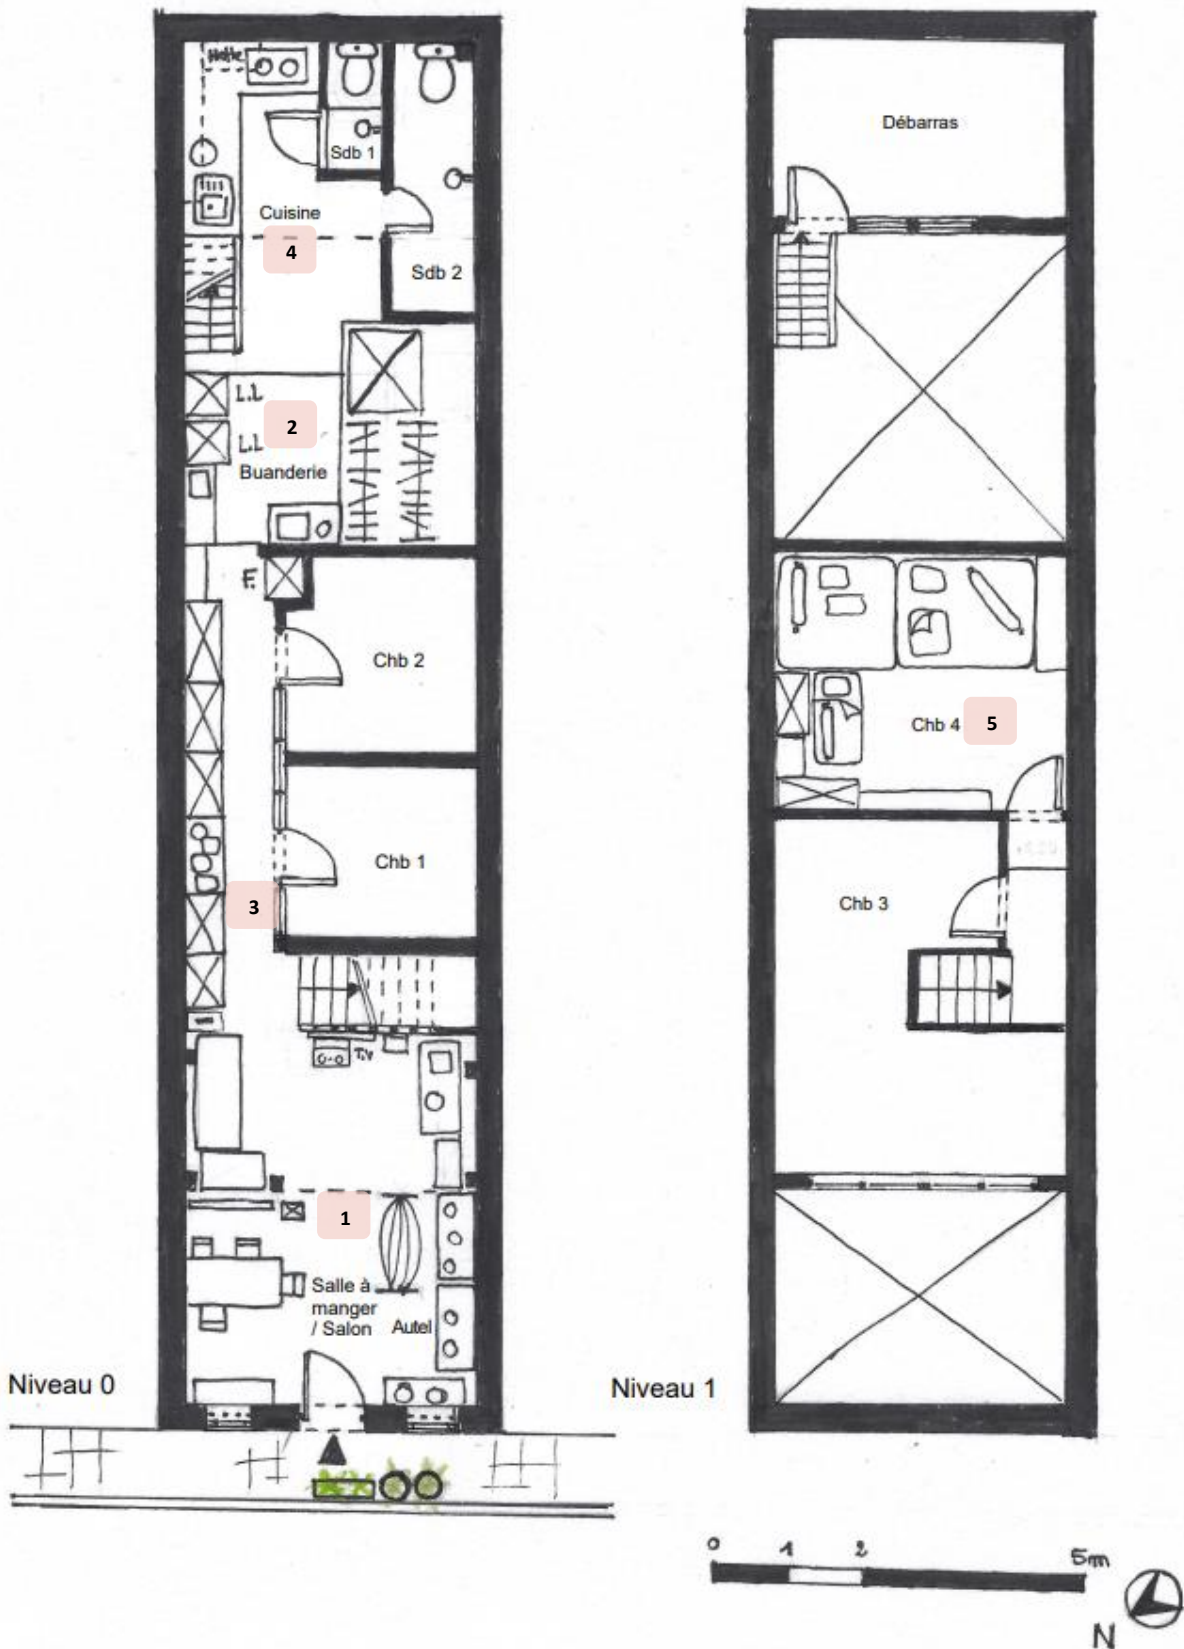 Hotte
Sdb 1
Cuisine
4
Sdb 2
L.L
2
L.L
Buanderie
F.
Chb 2
Chb 1
3
T.V
1
Salle à
manger
/ Salon
Autel
Niveau 0
Débarras
Chb 4
5
Chb 3
Niveau 1
0 1 2 5m
N